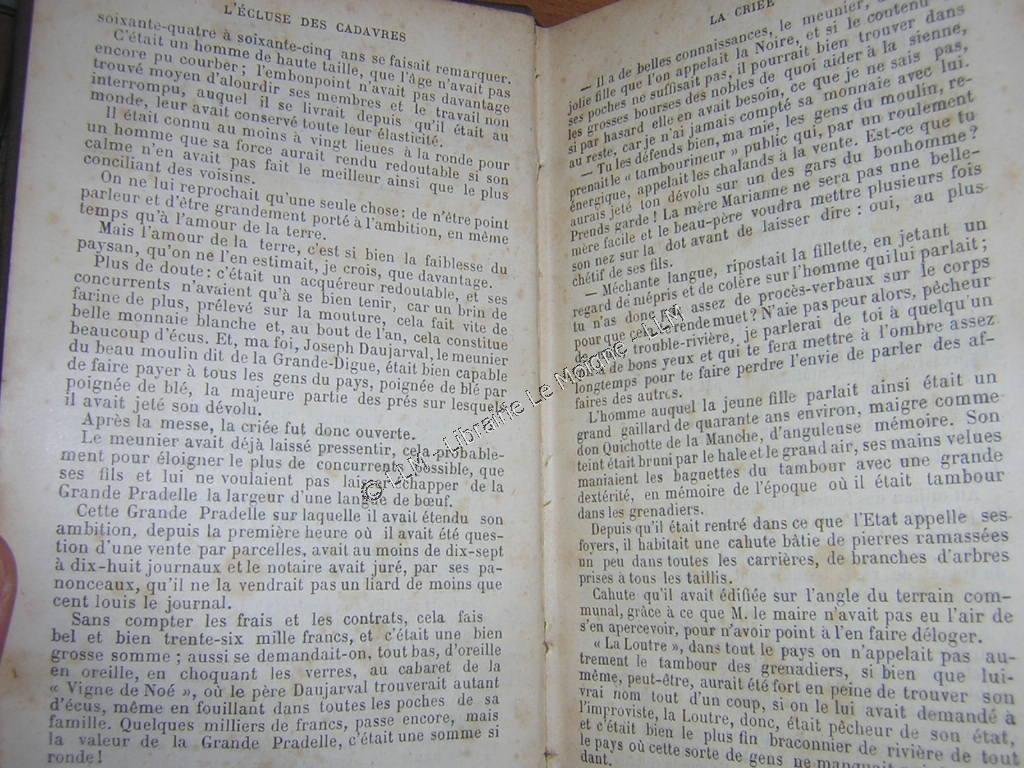 L'ÉCLUSE DES CADAVRES
soixante-quatre à soixante-cinq ans se faisait remarquer.
C'était un homme de haute taille, que l'âge n'avait pas
encore pu courber ; l'embonpoint n'avait pas davantage
trouvé moyen d'alourdir ses membres et le travail non
interrompu, auquel il se livrait depuis qu'il était au
monde, leur avait conservé toute leur élasticité.
Il était connu au moins à vingt lieues à la ronde pour
un homme que sa force aurait rendu redoutable si son
calme n'en avait pas fait le meilleur ainsi que le plus
conciliant des voisins.
On ne lui reprochait qu'une seule chose : de n'être point
parleur et d'être grandement porté à l'ambition, en même
temps qu'à l'amour de la terre.
Mais l'amour de la terre, c'est si bien la faiblesse du
paysan, qu'on ne l'en estimait, je crois, que davantage.
Plus de doute : c'était un acquéreur redoutable, et ses
concurrents n'avaient qu'à se bien tenir, car un brin de
farine de plus, prélevé sur la mouture, cela fait vite de
belle monnaie blanche et, au bout de l'an, cela constitue
beaucoup d'écus. Et, ma foi, Joseph Daujarval, le meunier
du beau moulin dit de la Grande-Digue, était bien capable
de faire payer à tous les gens du pays, poignée de blé par
poignée de blé, la majeure partie des prés sur lesquels
il avait jeté son dévolu.
Après la messe, la criée fut donc ouverte.
Le meunier avait déjà laissé pressentir, cela probable-
ment pour éloigner le plus de concurrents possible, que
ses fils et lui ne voulaient pas laisser échapper de la
Grande Pradelle la largeur d'une langue de bœuf.
Cette Grande Pradelle sur laquelle il avait étendu son
ambition, depuis la première heure où il avait été ques-
tion d'une vente par parcelles, avait au moins de dix-sept
à dix-huit journaux et le notaire avait juré, par ses pa-
nonceaux, qu'il ne la vendrait pas un liard de moins que
cent louis le journal.
Sans compter les frais et les contrats, cela fais
bel et bien trente-six mille francs, et c'était une bien
grosse somme ; aussi se demandait-on, tout bas, d'oreille
en oreille, en choquant les verres, au cabaret de la
« Vigne de Noé », où le père Daujarval trouverait autant
d'écus, même en fouillant dans toutes les poches de sa
famille. Quelques milliers de francs, passe encore, mais
la valeur de la Grande Pradelle, c'était une somme si
ronde !
LA CRIÉE
— Il a de belles connaissances, le meunier,
jolie fille que l'on appelait la Noire, et si le contenu
ses poches ne suffisait pas, il pourrait bien trouver dans
les grosses bourses des nobles de quoi aider à la sienne,
si par hasard elle en avait besoin, ce que je ne sais pas,
au reste, car je n'ai jamais compté sa monnaie avec lui.
— Tu les défends bien, ma mie, les gens du moulin, re-
prenait le « tambourineur » public qui, par un roulement
énergique, appelait les chalands à la vente. Est-ce que tu
aurais jeté ton dévolu sur un des gars du bonhomme ?
Prends garde ! La mère Marianne ne sera pas une belle-
mère facile et le beau-père voudra mettre plusieurs fois
son nez sur la dot avant de laisser dire : oui, au plus
chétif de ses fils.
— Méchante langue, ripostait la fillette, en jetant un
regard de mépris et de colère sur l'homme qui lui parlait ;
tu n'as donc pas assez de procès-verbaux sur le corps
pour que cela te rende muet ? N'aie pas peur alors, pêcheur
de trouble-rivière, je parlerai de toi à quelqu'un
de bons yeux et qui te fera mettre à l'ombre assez
longtemps pour te faire perdre l'envie de parler des af-
faires des autres.
L'homme auquel la jeune fille parlait ainsi était un
grand gaillard de quarante ans environ, maigre comme
don Quichotte de la Manche, d'anguleuse mémoire. Son
teint était bruni par le hale et le grand air, ses mains velues
maniaient les baguettes du tambour avec une grande
dextérité, en mémoire de l'époque où il était tambour
dans les grenadiers.
Depuis qu'il était rentré dans ce que l'Etat appelle ses
foyers, il habitait une cahute bâtie de pierres ramassées
un peu dans toutes les carrières, de branches d'arbres
prises à tous les taillis.
Cahute qu'il avait édifiée sur l'angle du terrain com-
munal, grâce à ce que M. le maire n'avait pas eu l'air de
s'en apercevoir, pour n'avoir point à l'en faire déloger.
« La Loutre », dans tout le pays on n'appelait pas au-
trement le tambour des grenadiers, si bien que lui-
même, peut-être, aurait été fort en peine de trouver son
vrai nom tout d'un coup, si on le lui avait demandé à
l'improviste, la Loutre, donc, était pêcheur de son état,
et c'était bien le plus fin braconnier de rivière de tout
le pays où cette sorte de gens ne manquait
dant.
© ALM - Librairie Le Moigne - LLM